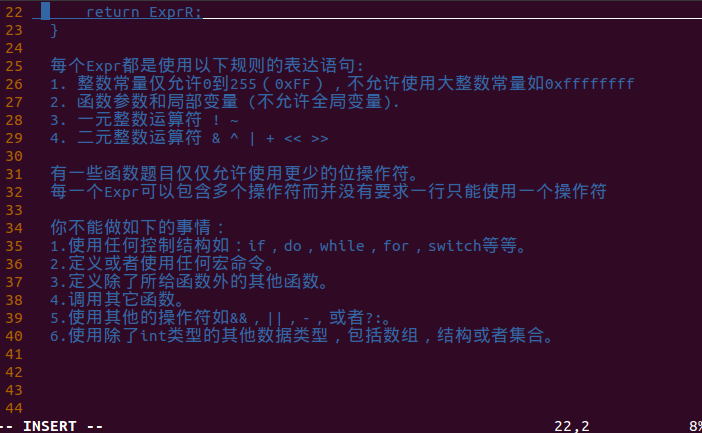 22 return ExprR;
23 }
24
25 每个Expr都是使用以下规则的表达语句:
26 1. 整数常量仅允许0到255（0xFF），不允许使用大整数常量如0xffffffff
27 2. 函数参数和局部变量 (不允许全局变量).
28 3. 一元整数运算符 ! ~
29 4. 二元整数运算符 & ^ | + << >>
30
31 有一些函数题目仅仅允许使用更少的位操作符。
32 每一个Expr可以包含多个操作符而并没有要求一行只能使用一个操作符
33
34 你不能做如下的事情：
35 1.使用任何控制结构如：if，do，while，for，switch等等。
36 2.定义或者使用任何宏命令。
37 3.定义除了所给函数外的其他函数。
38 4.调用其它函数。
39 5.使用其他的操作符如&&，||，-，或者?:。
40 6.使用除了int类型的其他数据类型，包括数组，结构或者集合。
41
42
43
44
-- INSERT -- 22,2 8%